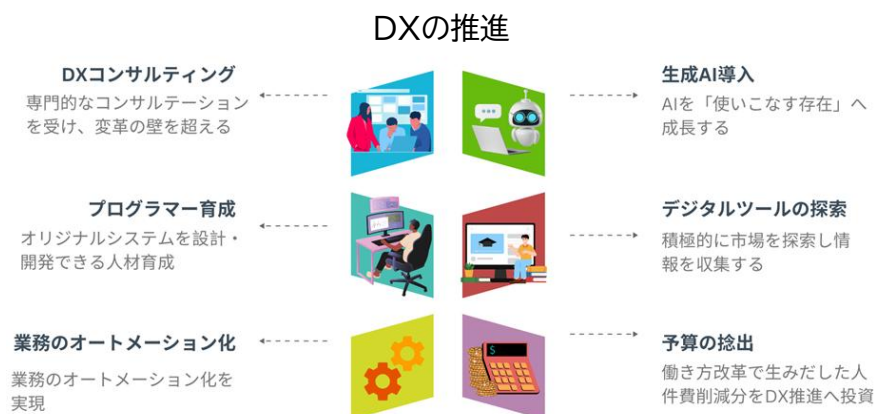 DXの推進
DXコンサルティング
専門的なコンサルテーション
を受け、変革の壁を超える
生成AI導入
AIを「使いこなす存在」へ
成長する
プログラマー育成
オリジナルシステムを設計・
開発できる人材育成
デジタルツールの探索
積極的に市場を探索し情
報を収集する
業務のオートメーション化
業務のオートメーション化を
実現
予算の捻出
働き方改革で生みだした人
件費削減分をDX推進へ投資
$